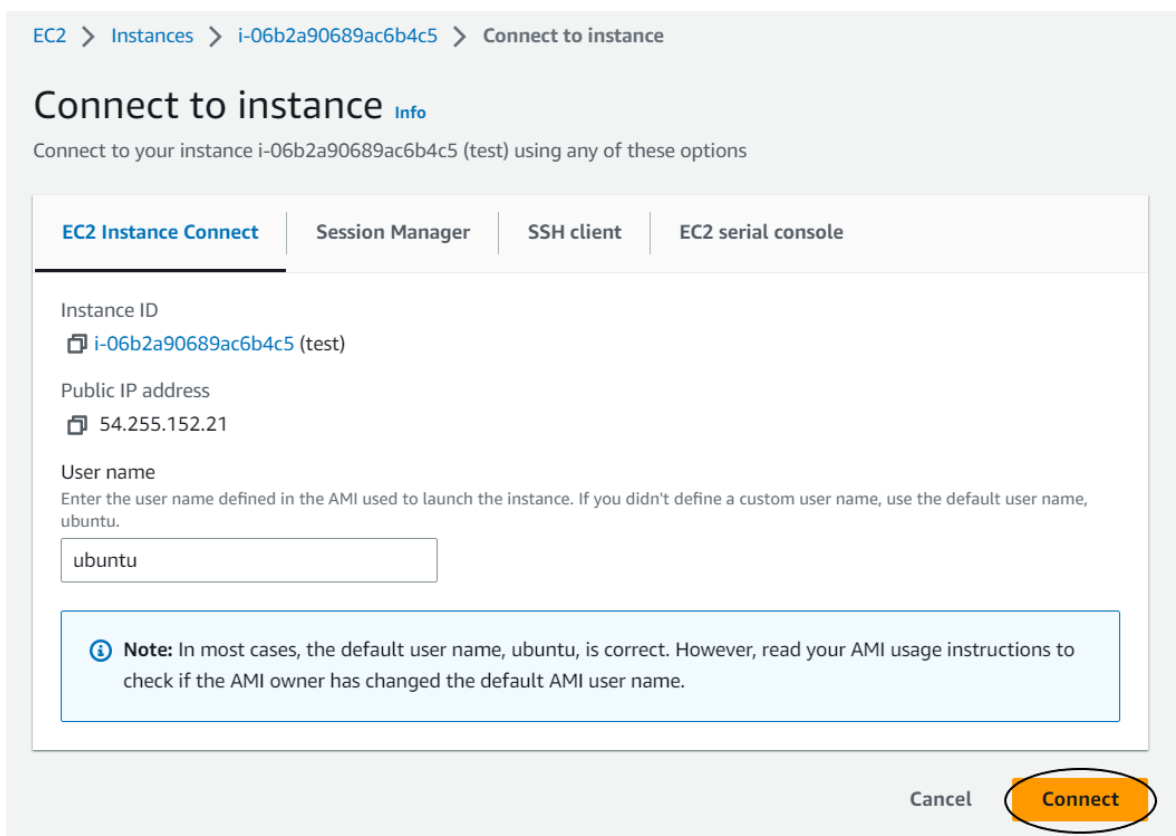 EC2 > Instances > i-06b2a90689ac6b4c5 > Connect to instance
Connect to instance Info
Connect to your instance i-06b2a90689ac6b4c5 (test) using any of these options
EC2 Instance Connect Session Manager SSH client EC2 serial console
Instance ID
i-06b2a90689ac6b4c5 (test)
Public IP address
54.255.152.21
User name
Enter the user name defined in the AMI used to launch the instance. If you didn't define a custom user name, use the default user name,
ubuntu.
ubuntu
Note: In most cases, the default user name, ubuntu, is correct. However, read your AMI usage instructions to
check if the AMI owner has changed the default AMI user name.
Cancel Connect